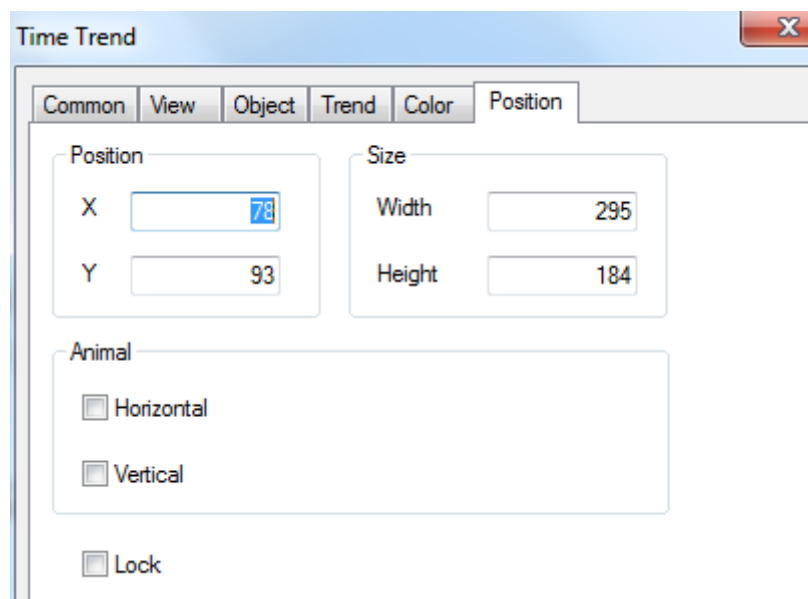 Time Trend
Common View Object Trend Color Position
Position Size
X 78 Width 295
Y 93 Height 184
Animal
Horizontal
Vertical
Lock